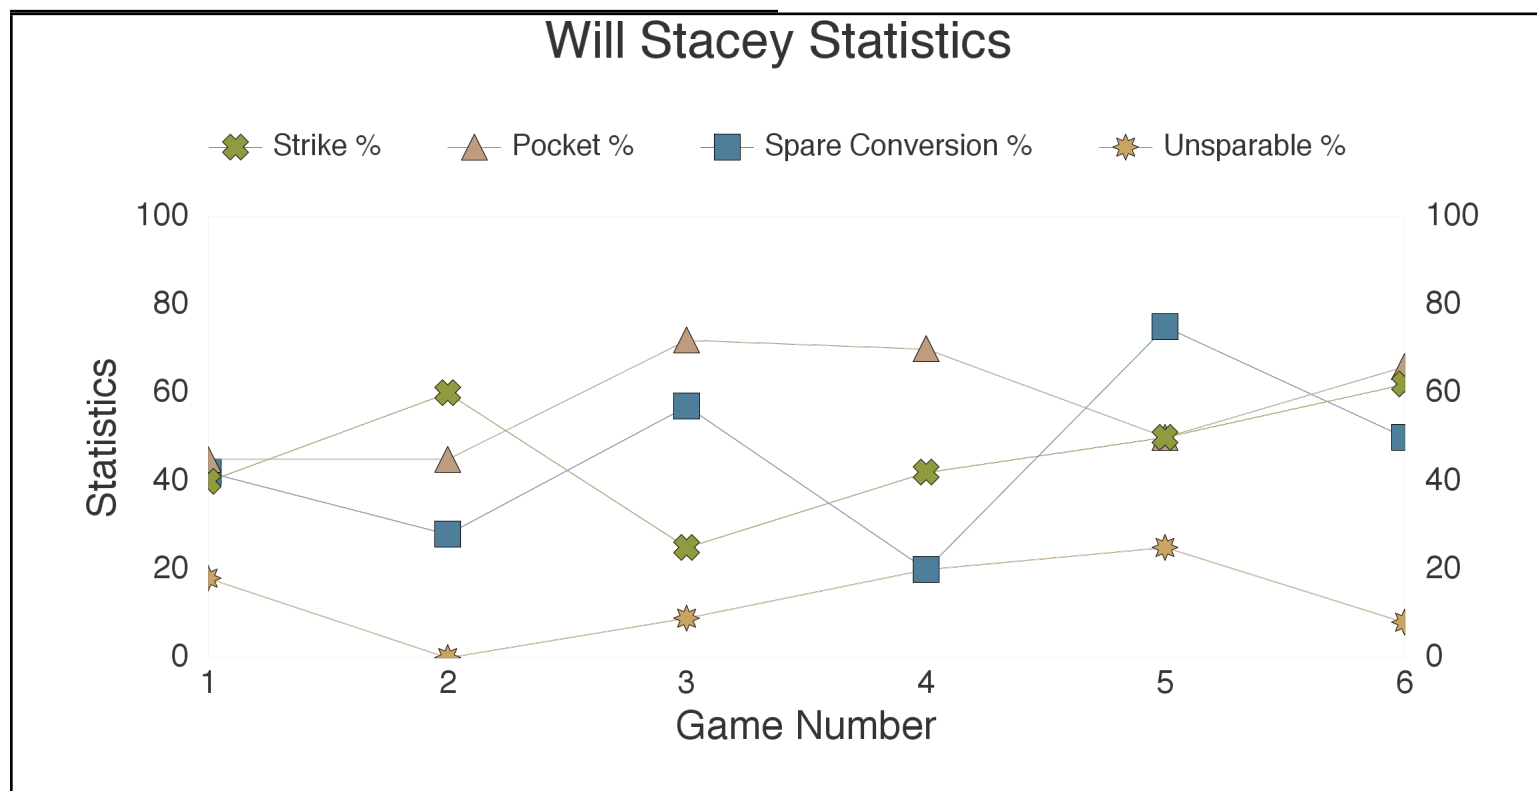 Will Stacey Statistics
Strike % Pocket % Spare Conversion % Unsparable %
100 100
80 80
60 60
40 40
20 20
0 0
Statistics
1 2 3 4 5 6
Game Number